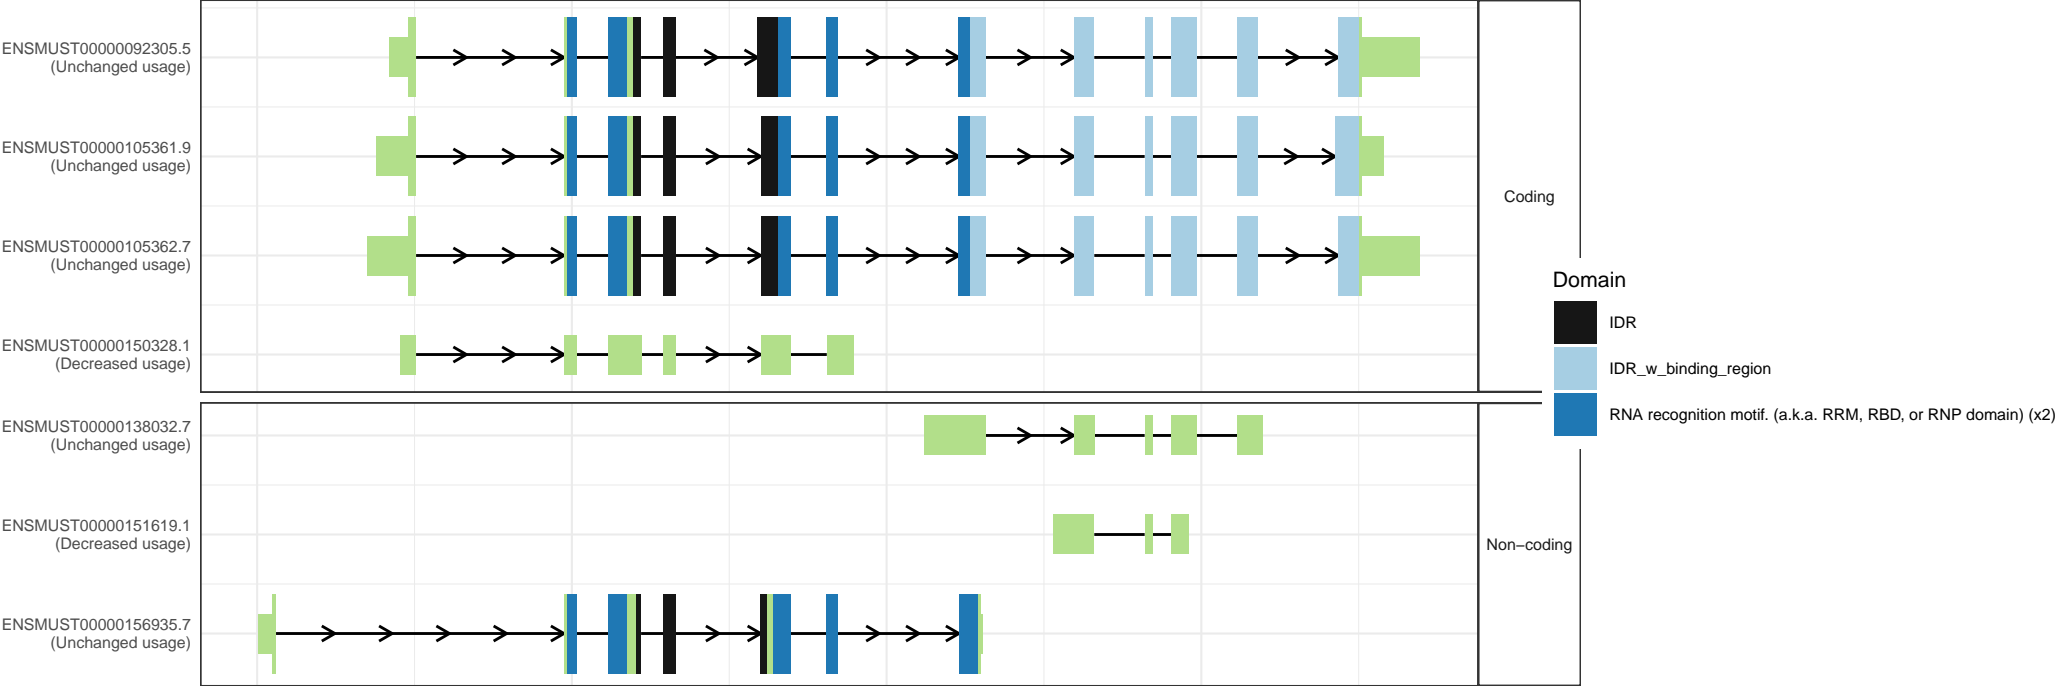 ENSMUST00000092305.5
(Unchanged usage)
ENSMUST00000105361.9
(Unchanged usage)
ENSMUST00000105362.7
(Unchanged usage)
ENSMUST00000150328.1
(Decreased usage)
Coding
ENSMUST00000138032.7
(Unchanged usage)
ENSMUST00000151619.1
(Decreased usage)
ENSMUST00000156935.7
(Unchanged usage)
Non−coding
Domain
IDR
IDR_w_binding_region
RNA recognition motif. (a.k.a. RRM, RBD, or RNP domain) (x2)